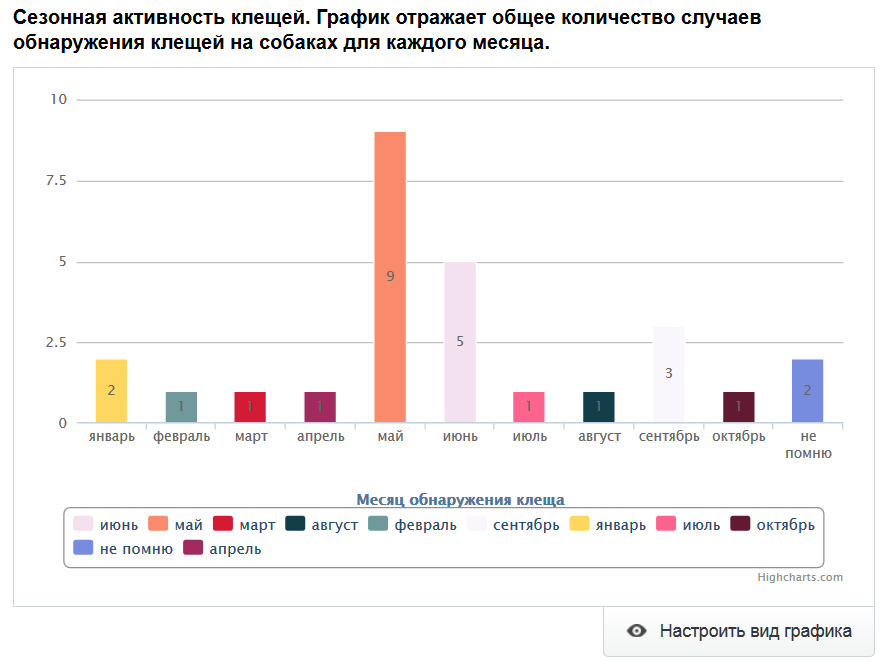 Сезонная активность клещей. График отражает общее количество случаев
обнаружения клещей на собаках для каждого месяца.
10
7.5
5
2.5
0
2
1
1
1
9
5
1
1
3
1
2
январь февраль март апрель май июнь июль август сентябрь октябрь не
помню
Месяц обнаружения клеща
июнь май март август февраль сентябрь январь июль октябрь
не помню апрель
Highcharts.com
Настроить вид графика